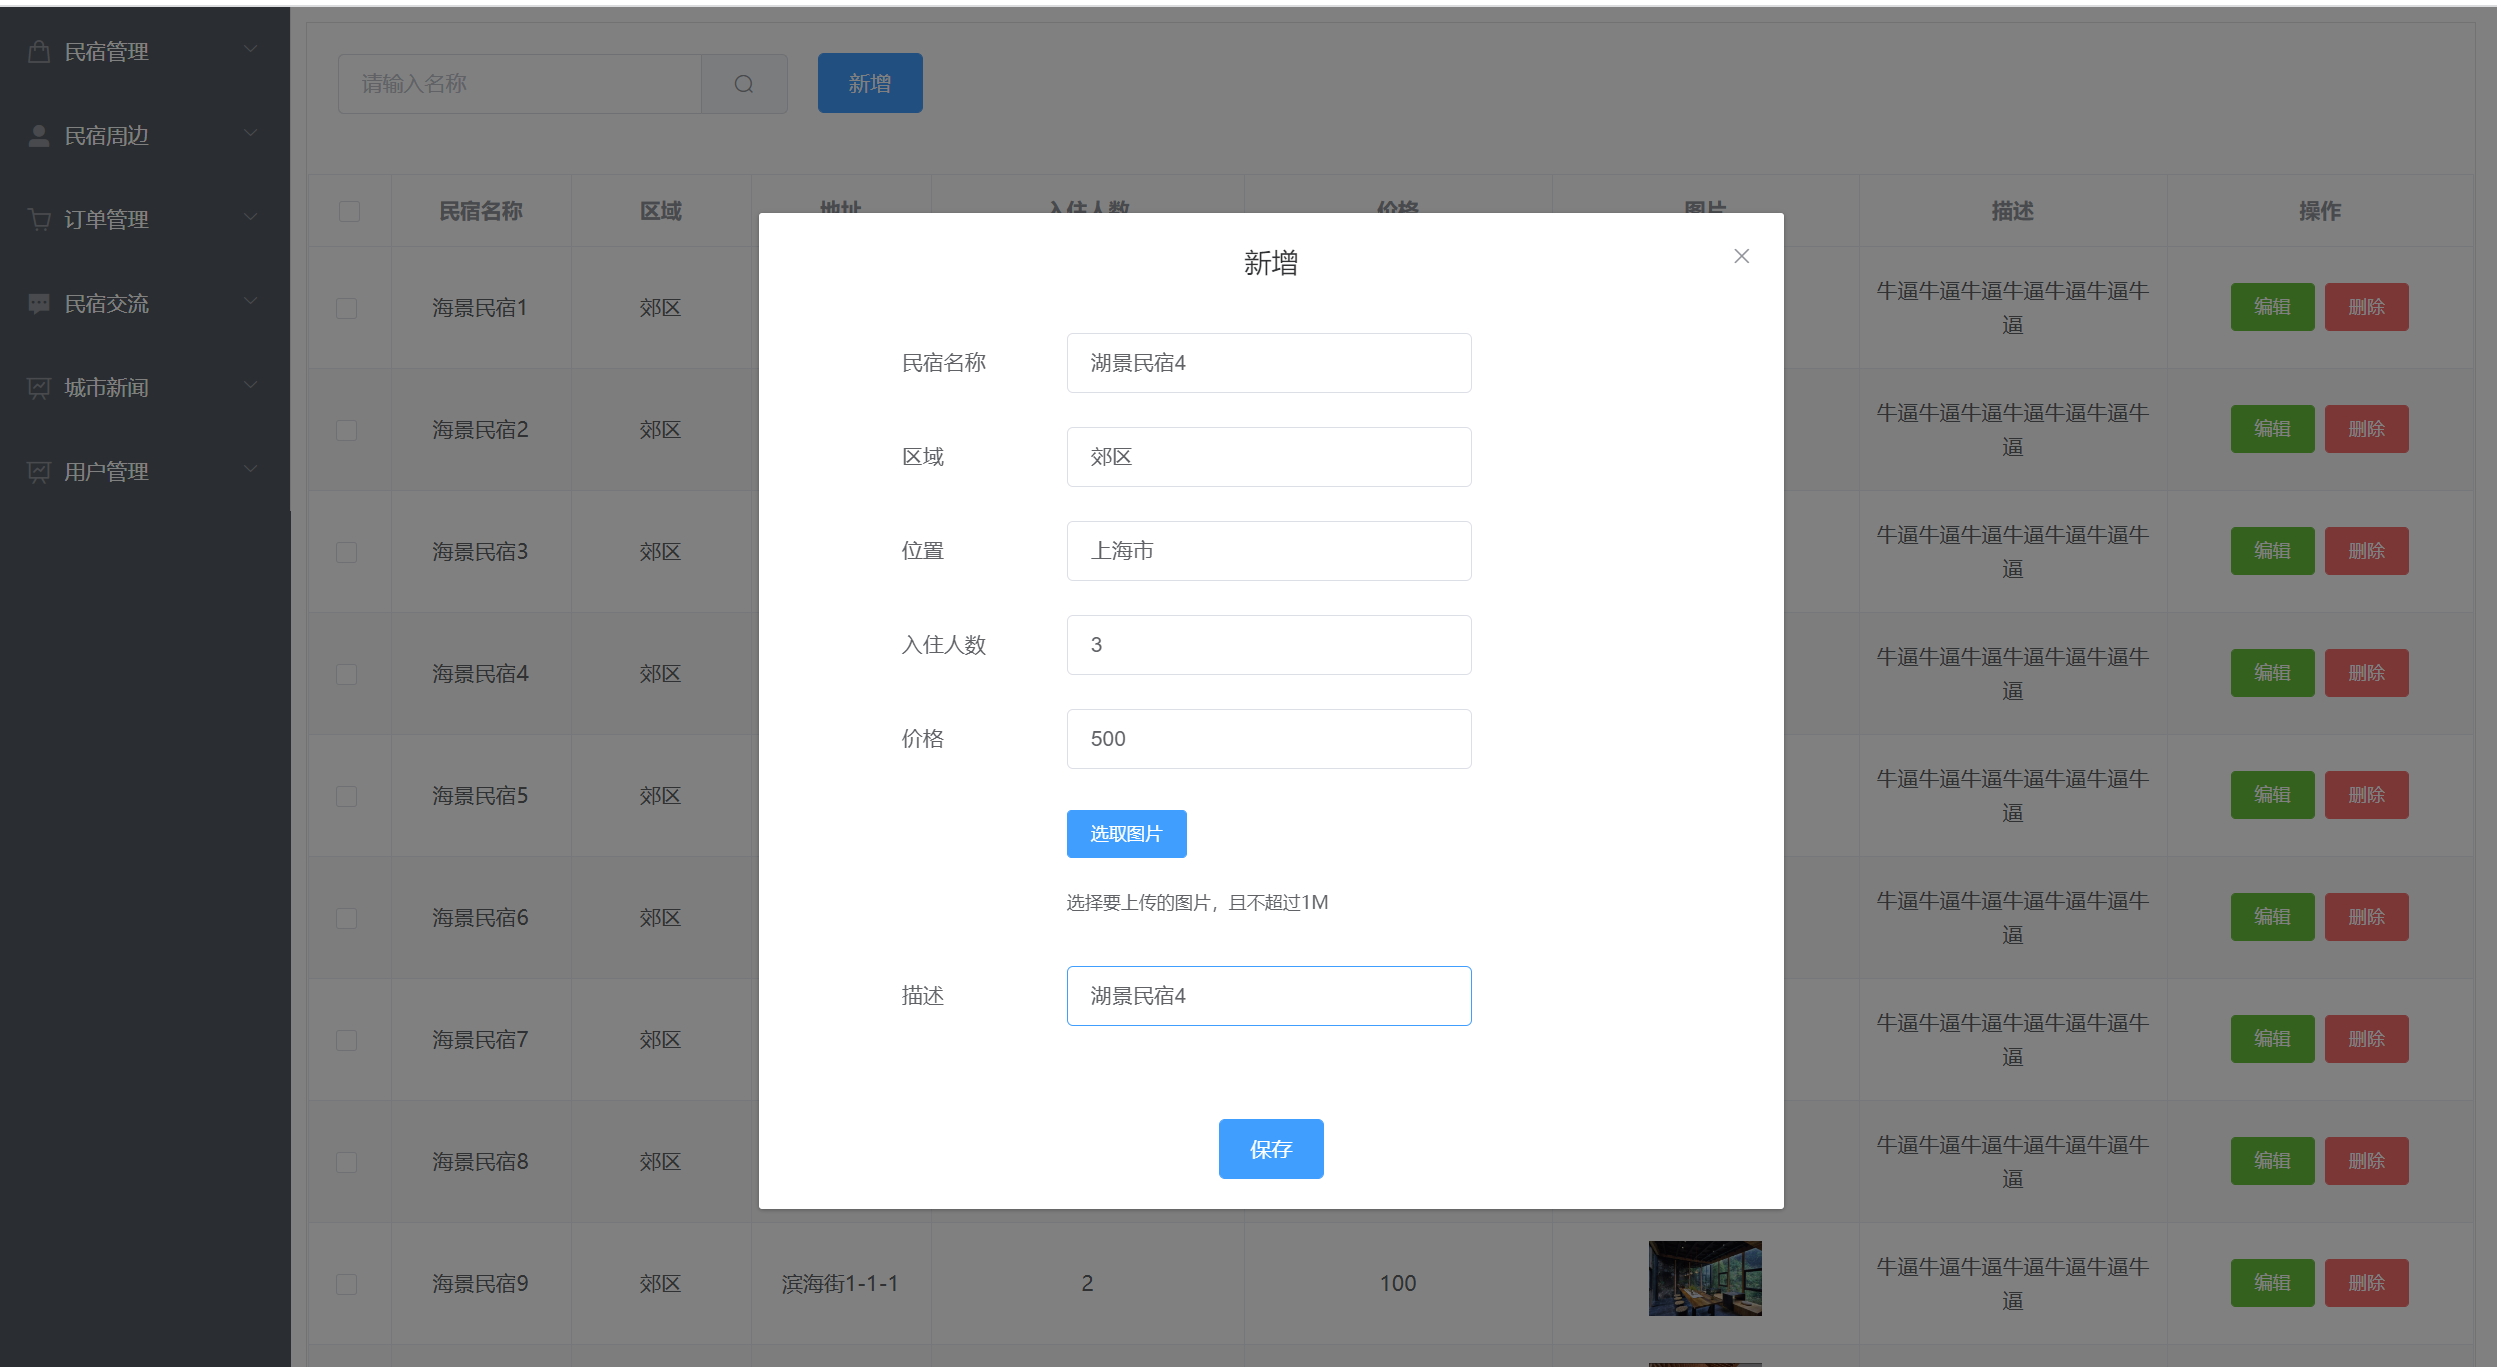 民宿管理
民宿周边
订单管理
民宿交流
城市新闻
用户管理
请输入名称
新增
民宿名称 区域 地址 入住人数 价格 图片 描述 操作
海景民宿1 郊区 牛逼牛逼牛逼牛逼牛逼牛逼牛
逼
编辑 删除
海景民宿2 郊区 牛逼牛逼牛逼牛逼牛逼牛逼牛
逼
编辑 删除
海景民宿3 郊区 牛逼牛逼牛逼牛逼牛逼牛逼牛
逼
编辑 删除
海景民宿4 郊区 牛逼牛逼牛逼牛逼牛逼牛逼牛
逼
编辑 删除
海景民宿5 郊区 牛逼牛逼牛逼牛逼牛逼牛逼牛
逼
编辑 删除
海景民宿6 郊区 牛逼牛逼牛逼牛逼牛逼牛逼牛
逼
编辑 删除
海景民宿7 郊区 牛逼牛逼牛逼牛逼牛逼牛逼牛
逼
编辑 删除
海景民宿8 郊区 牛逼牛逼牛逼牛逼牛逼牛逼牛
逼
编辑 删除
海景民宿9 郊区 滨海街1-1-1 2 100 牛逼牛逼牛逼牛逼牛逼牛逼牛
逼
编辑 删除
新增
民宿名称 湖景民宿4
区域 郊区
位置 上海市
入住人数 3
价格 500
选取图片
选择要上传的图片，且不超过1M
描述 湖景民宿4
保存